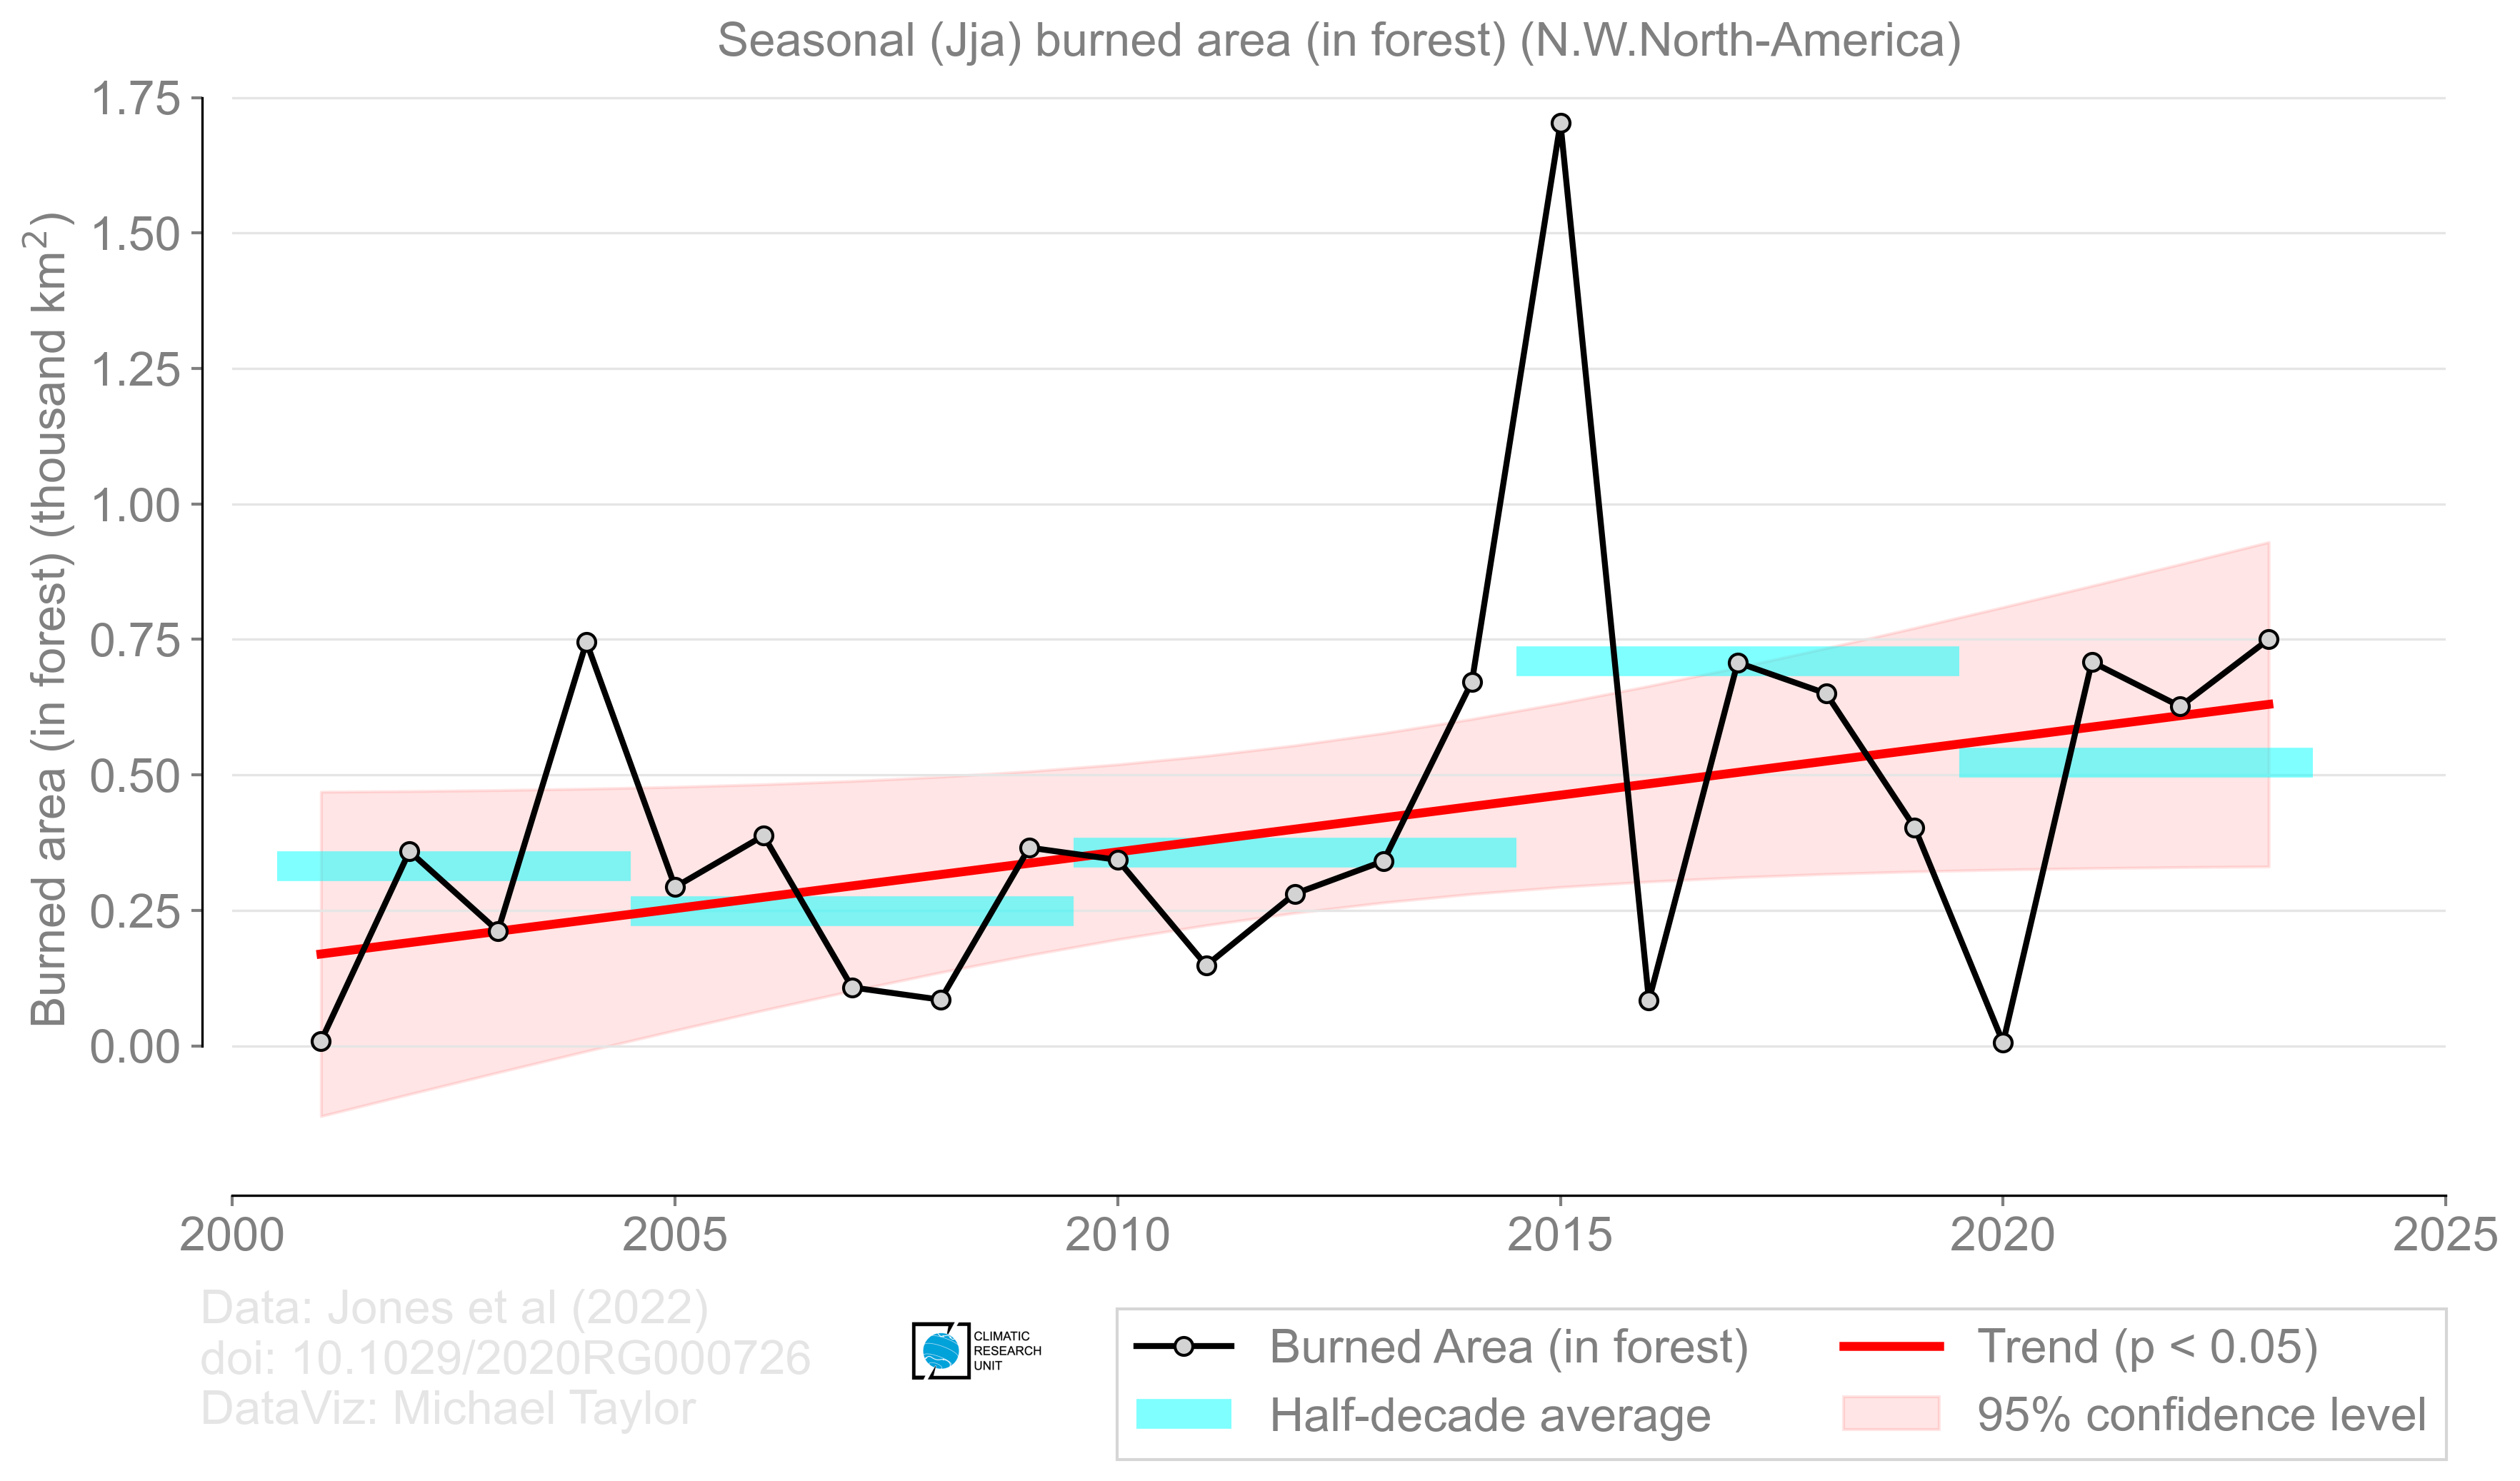 Seasonal (Jja) burned area (in forest) (N.W.North-America)
Burned area (in forest) (thousand km²)
1.75
1.50
1.25
1.00
0.75
0.50
0.25
0.00
2000 2005 2010 2015 2020 2025
Data: Jones et al (2022)
doi: 10.1029/2020RG000726
DataViz: Michael Taylor
CLIMATIC
RESEARCH
UNIT
Burned Area (in forest)
Half-decade average
Trend (p < 0.05)
95% confidence level